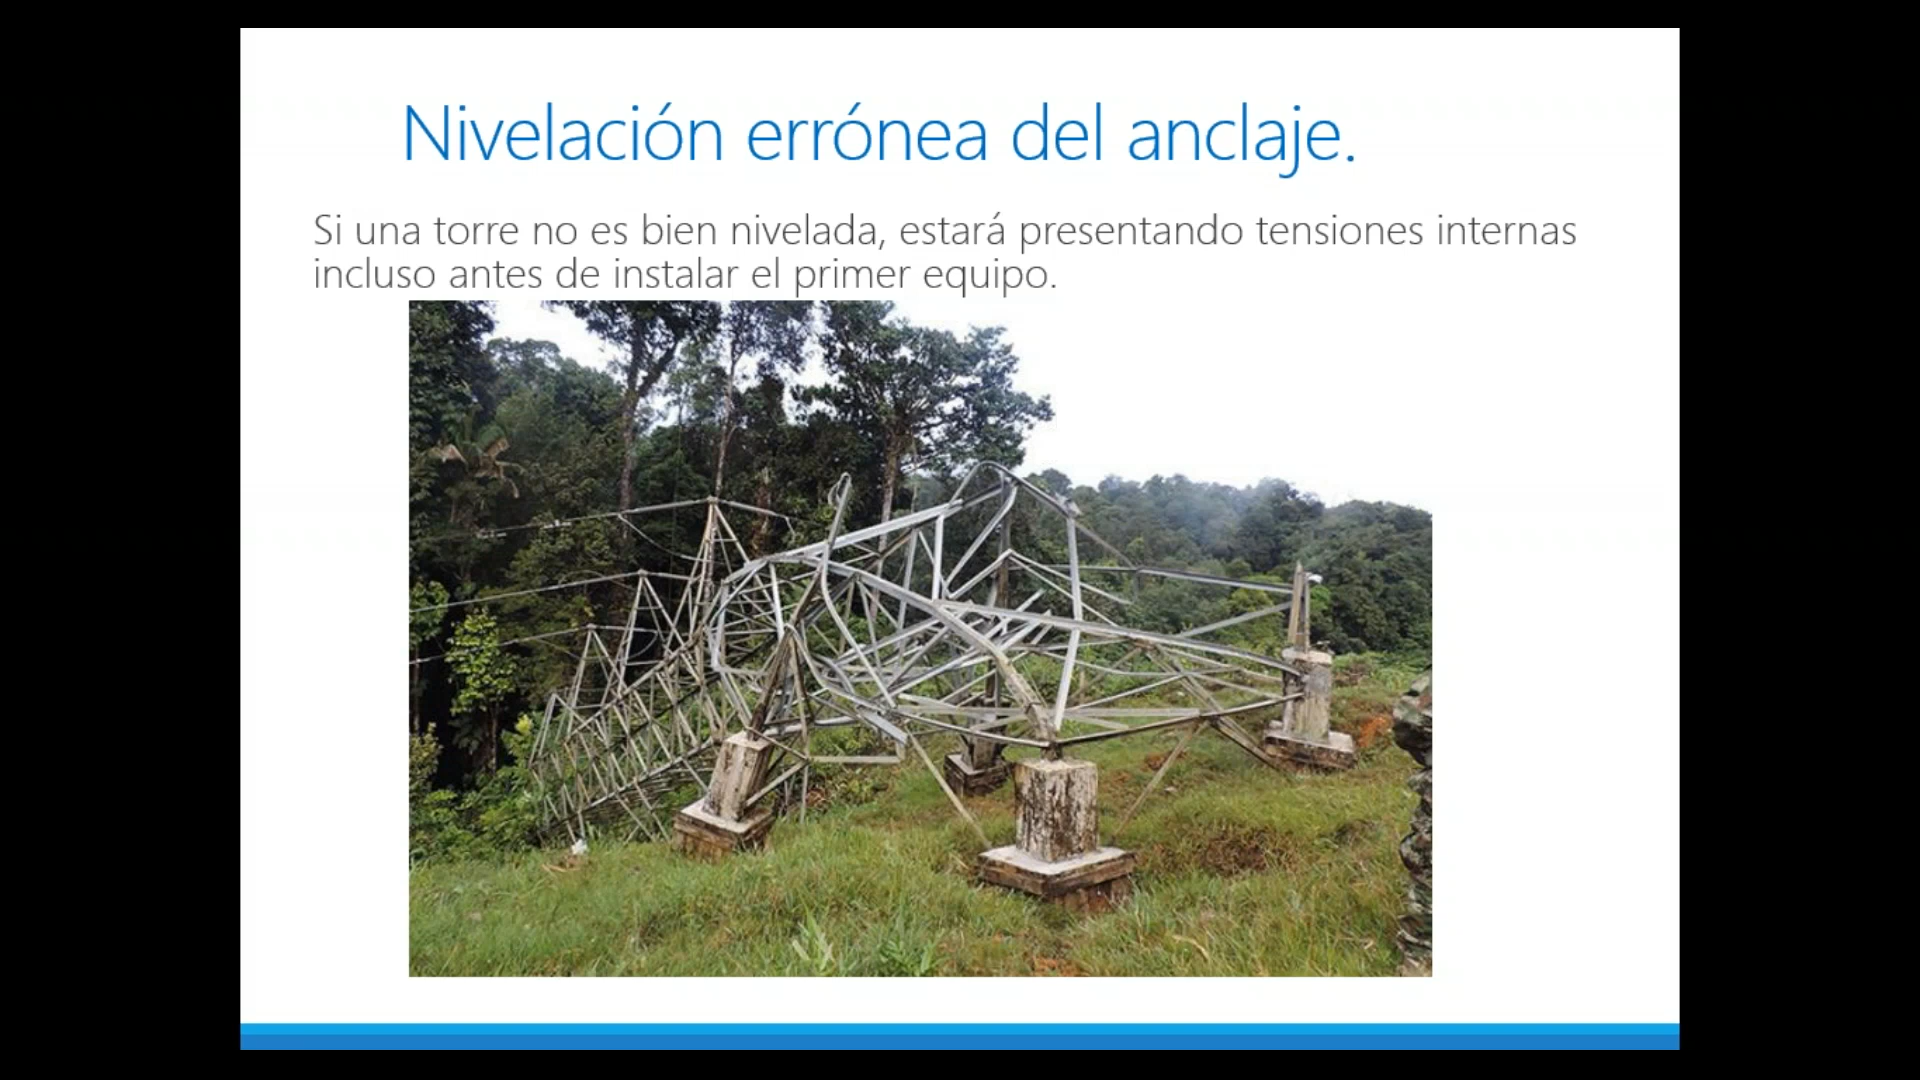 Nivelación errónea del anclaje.
Si una torre no es bien nivelada, estará presentando tensiones internas
incluso antes de instalar el primer equipo.